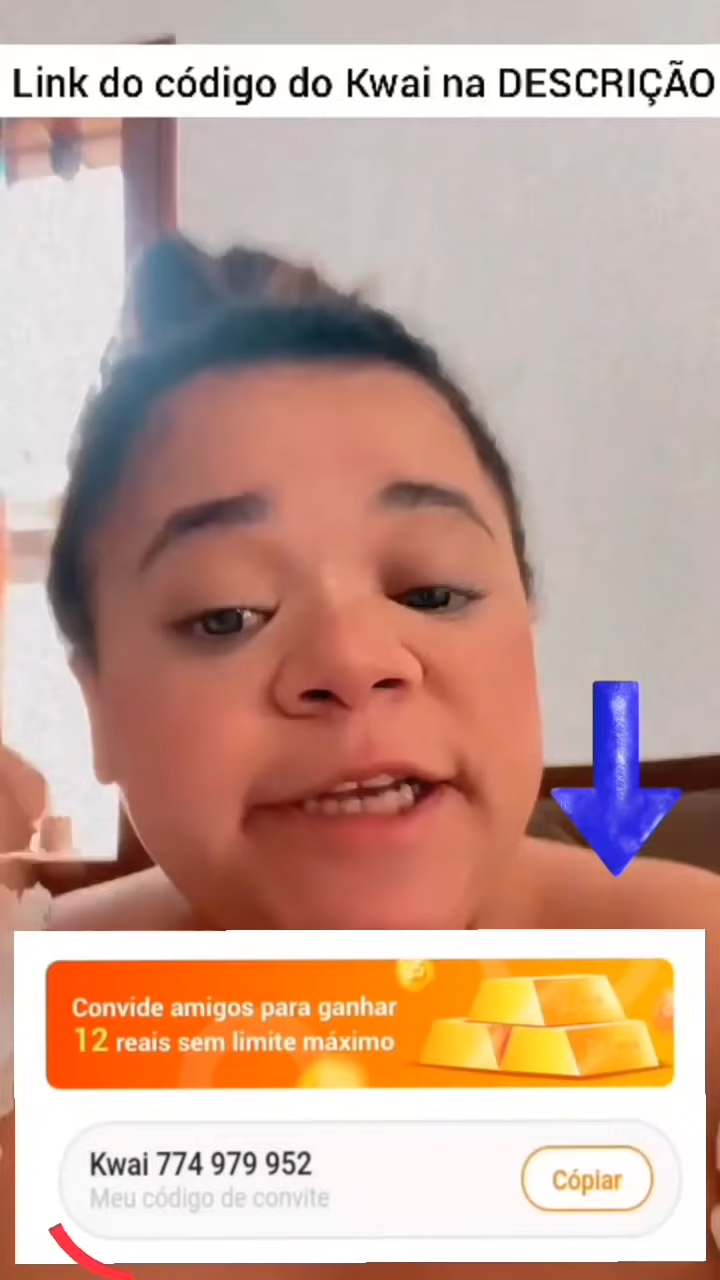 Link do código do Kwai na DESCRIÇÃO
Convide amigos para ganhar
12 reais sem limite máximo
Kwai 774 979 952
Meu código de convite
Cópiar